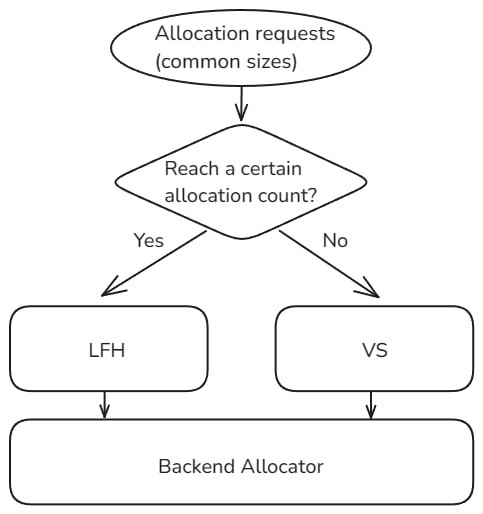 Allocation requests
(common sizes)
Reach a certain
allocation count?
Yes
No
LFH
VS
Backend Allocator